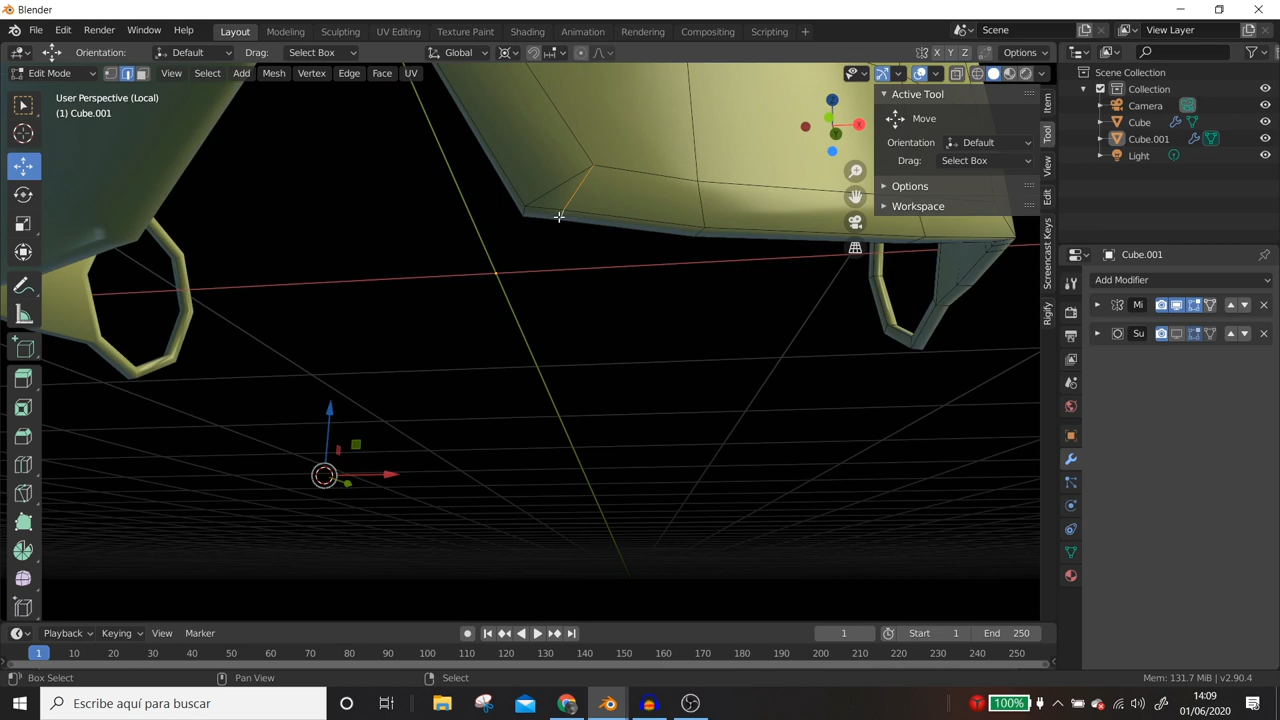 Blender
File Edit Render Window Help Layout Modeling Sculpting UV Editing Texture Paint Shading Animation Rendering Compositing Scripting + Scene View Layer
Orientation: Default Drag: Select Box Global X Y Z Options
Edit Mode View Select Add Mesh Vertex Edge Face UV
User Perspective (Local)
(1) Cube.001
Active Tool
Move
Orientation Default
Drag: Select Box
Options
Workspace
X
Y
Z
Item
Tool
View
Edit
Screencast Keys
Rigify
Scene Collection
Collection
Camera
Cube
Cube.001
Light
Cube.001
Add Modifier
Mi
Su
Playback Keying View Marker 1 Start 1 End 250
1 10 20 30 40 50 60 70 80 90 100 110 120 130 140 150 160 170 180 190 200 210 220 230 240 250
Box Select Pan View Select Mem: 131.7 MiB | v2.90.4
Escribe aquí para buscar 100% 14:09
01/06/2020